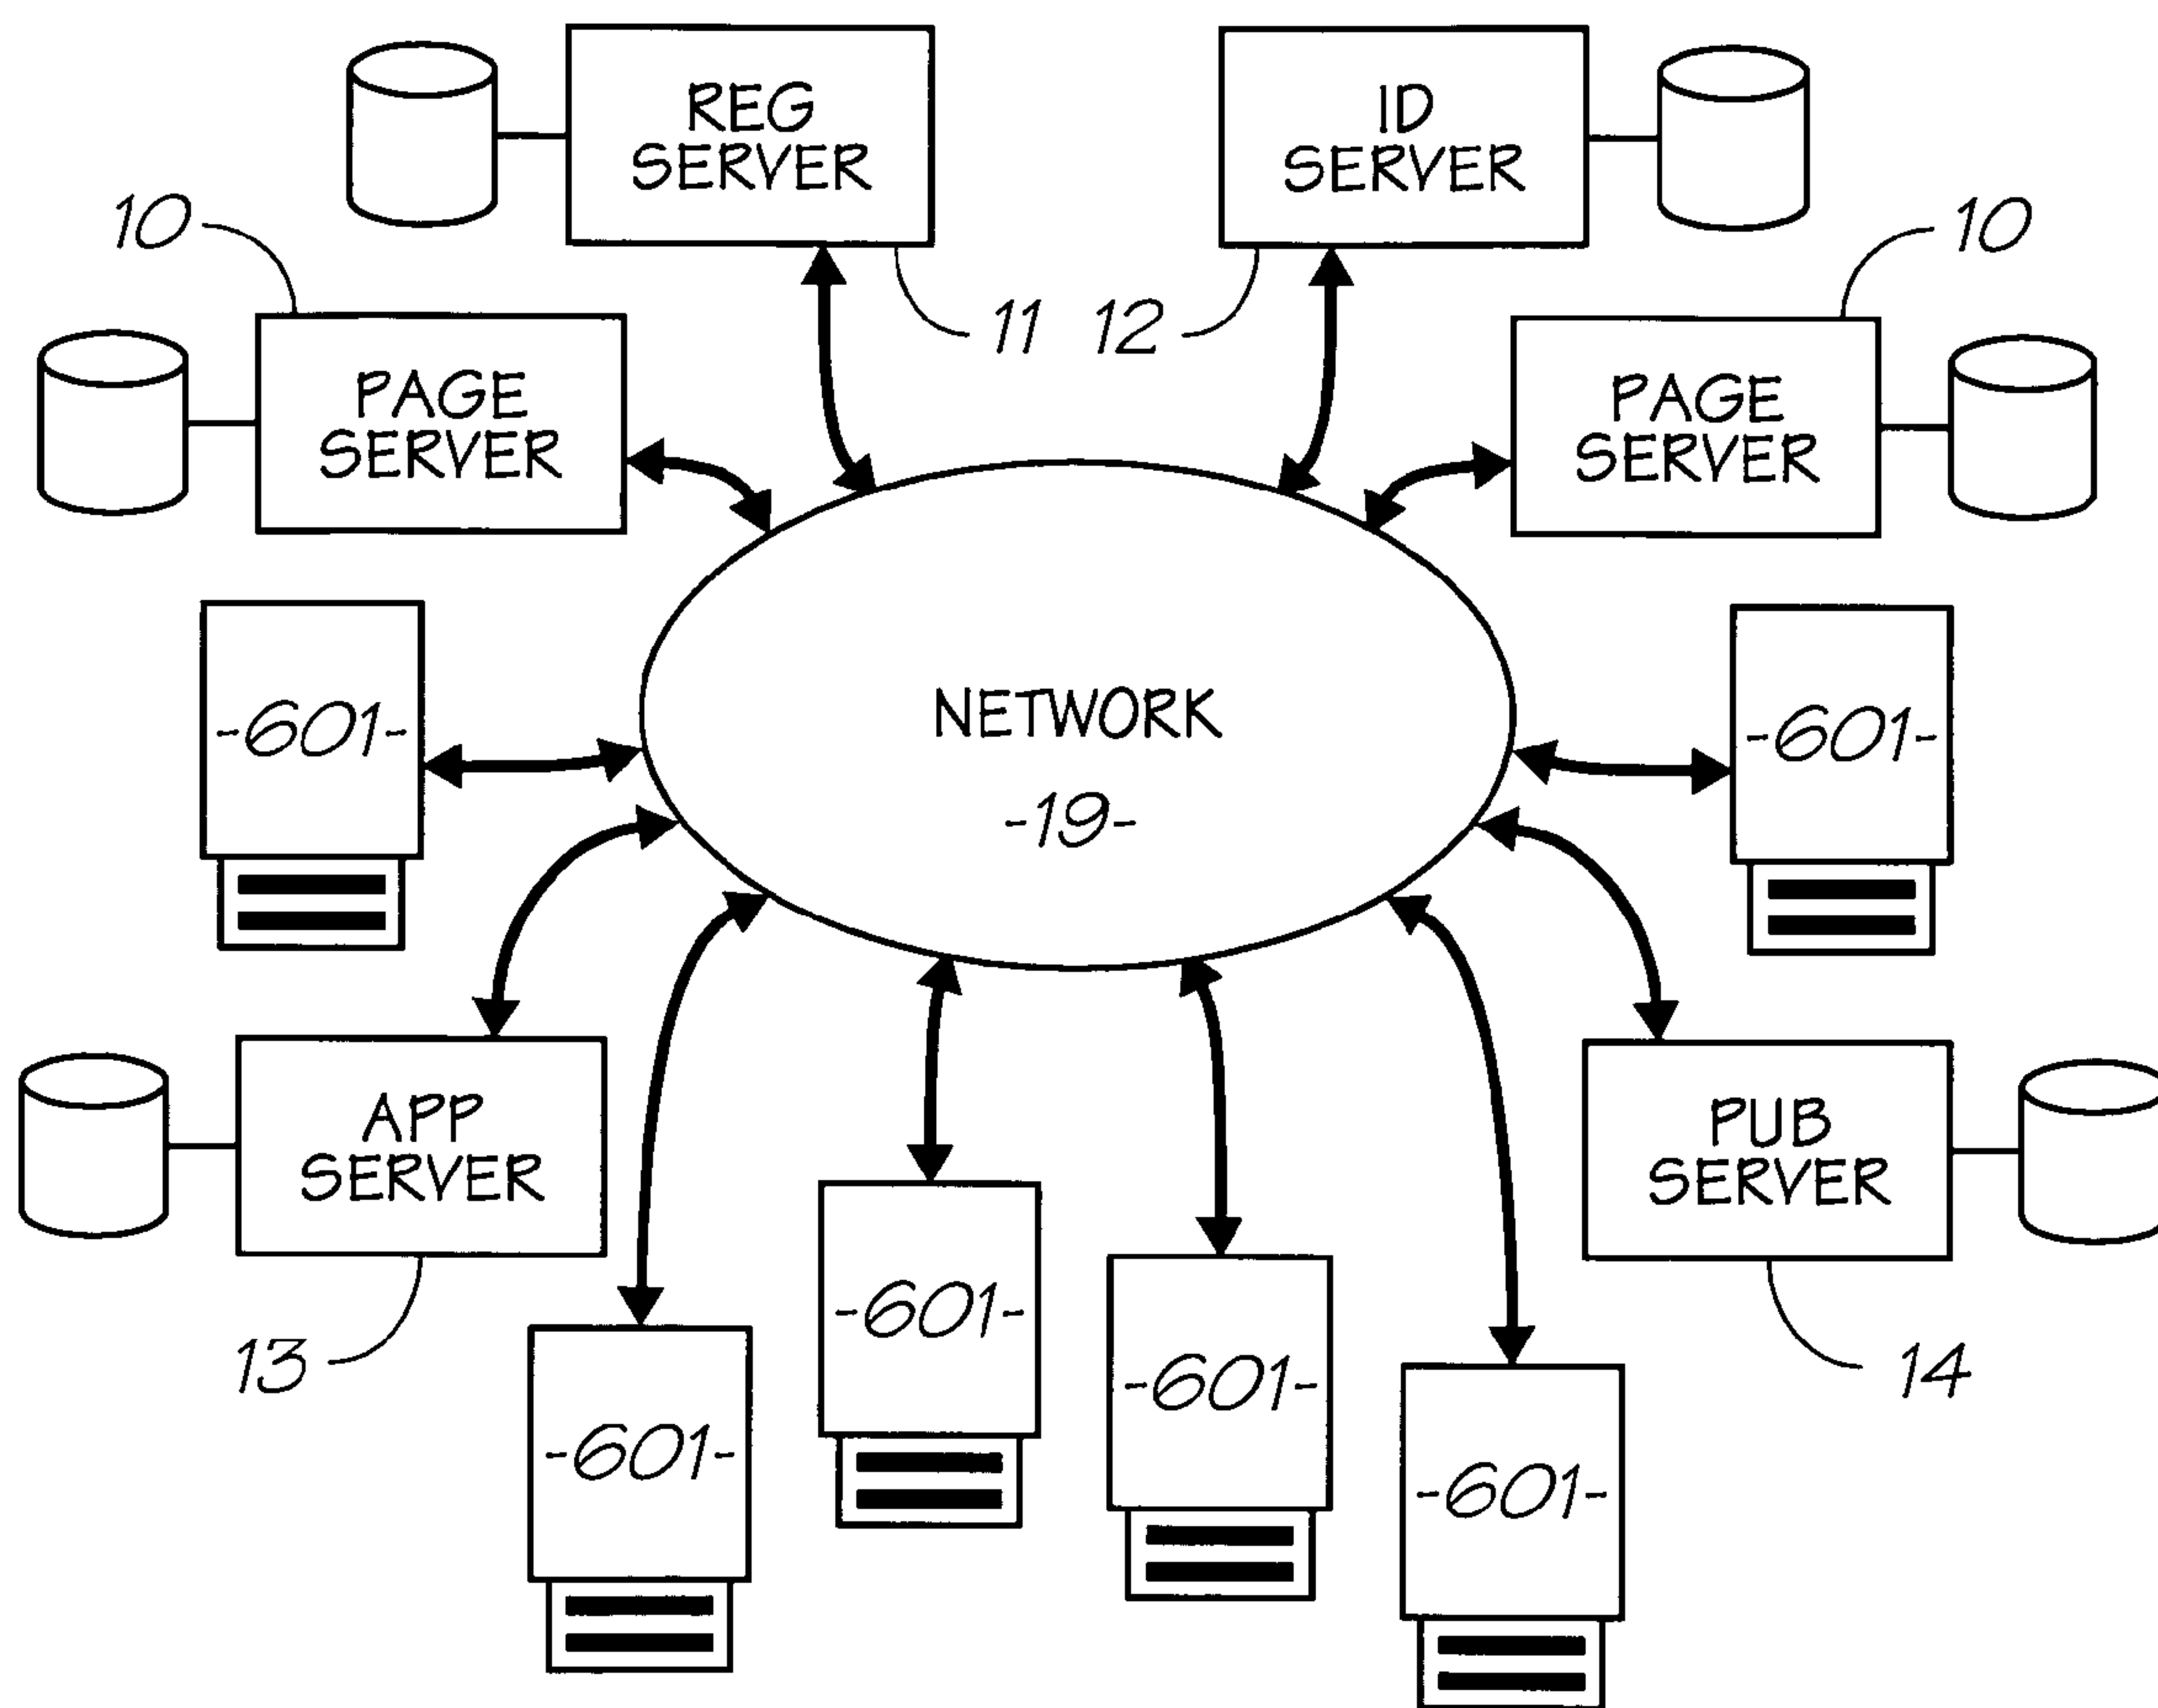 REG
SERVER
ID
SERVER
10
10
11
12
PAGE
SERVER
PAGE
SERVER
-601-
NETWORK
-19-
-601-
APP
SERVER
PUB
SERVER
13
-601-
-601-
-601-
-601-
14